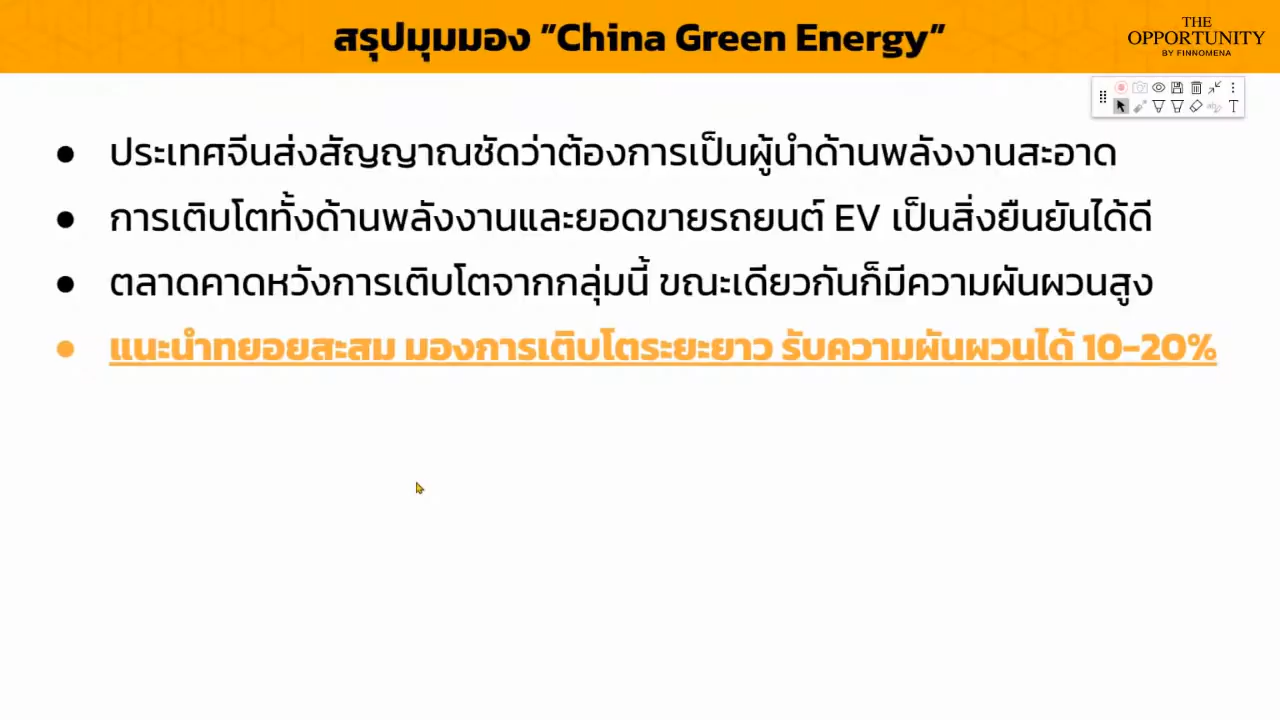 สรุปมุมมอง "China Green Energy"
THE
OPPORTUNITY
BY FINNOMENA
T
● ประเทศจีนส่งสัญญาณชัดว่าต้องการเป็นผู้นำด้านพลังงานสะอาด
● การเติบโตทั้งด้านพลังงานและยอดขายรถยนต์ EV เป็นสิ่งยืนยันได้ดี
● ตลาดคาดหวังการเติบโตจากกลุ่มนี้ ขณะเดียวกันก็มีความผันผวนสูง
● แนะนำทยอยสะสม มองการเติบโตระยะยาว รับความผันผวนได้ 10-20%